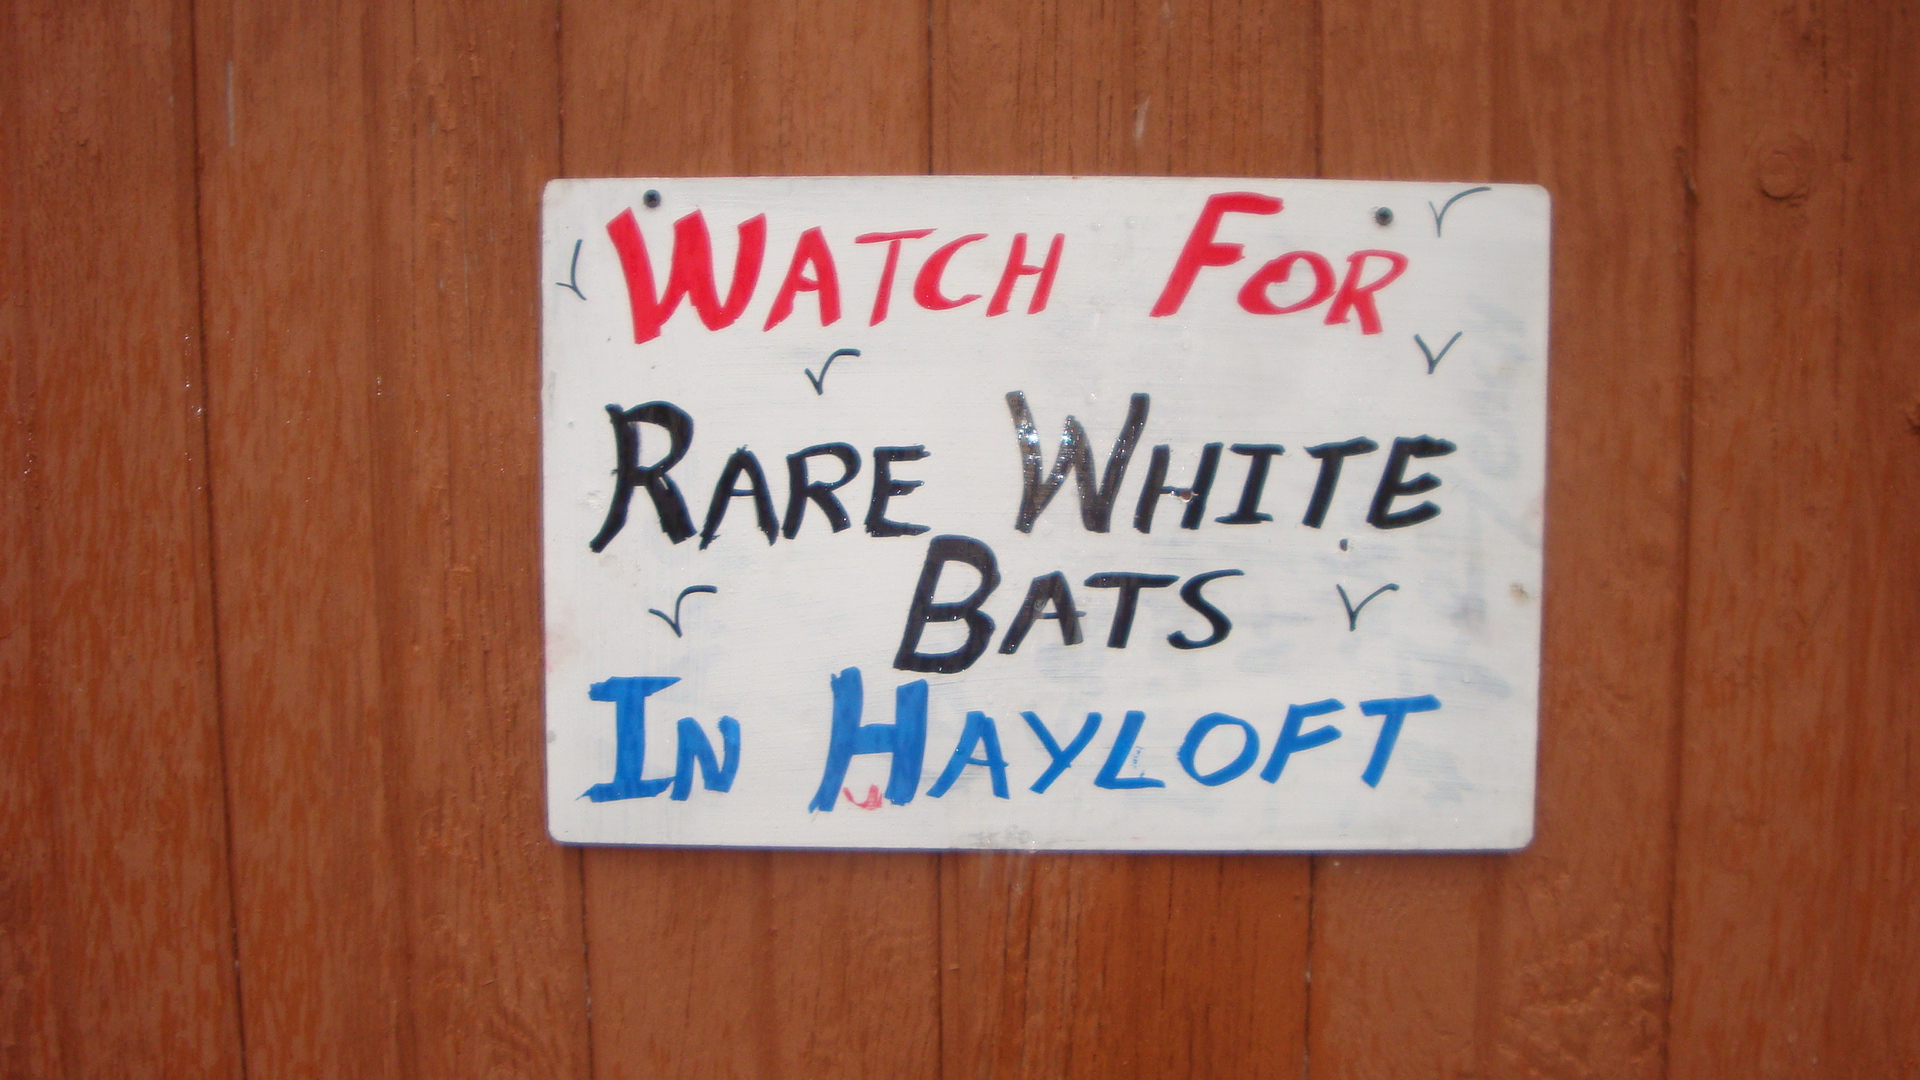 WATCH FOR
RARE WHITE
BATS
IN HAYLOFT